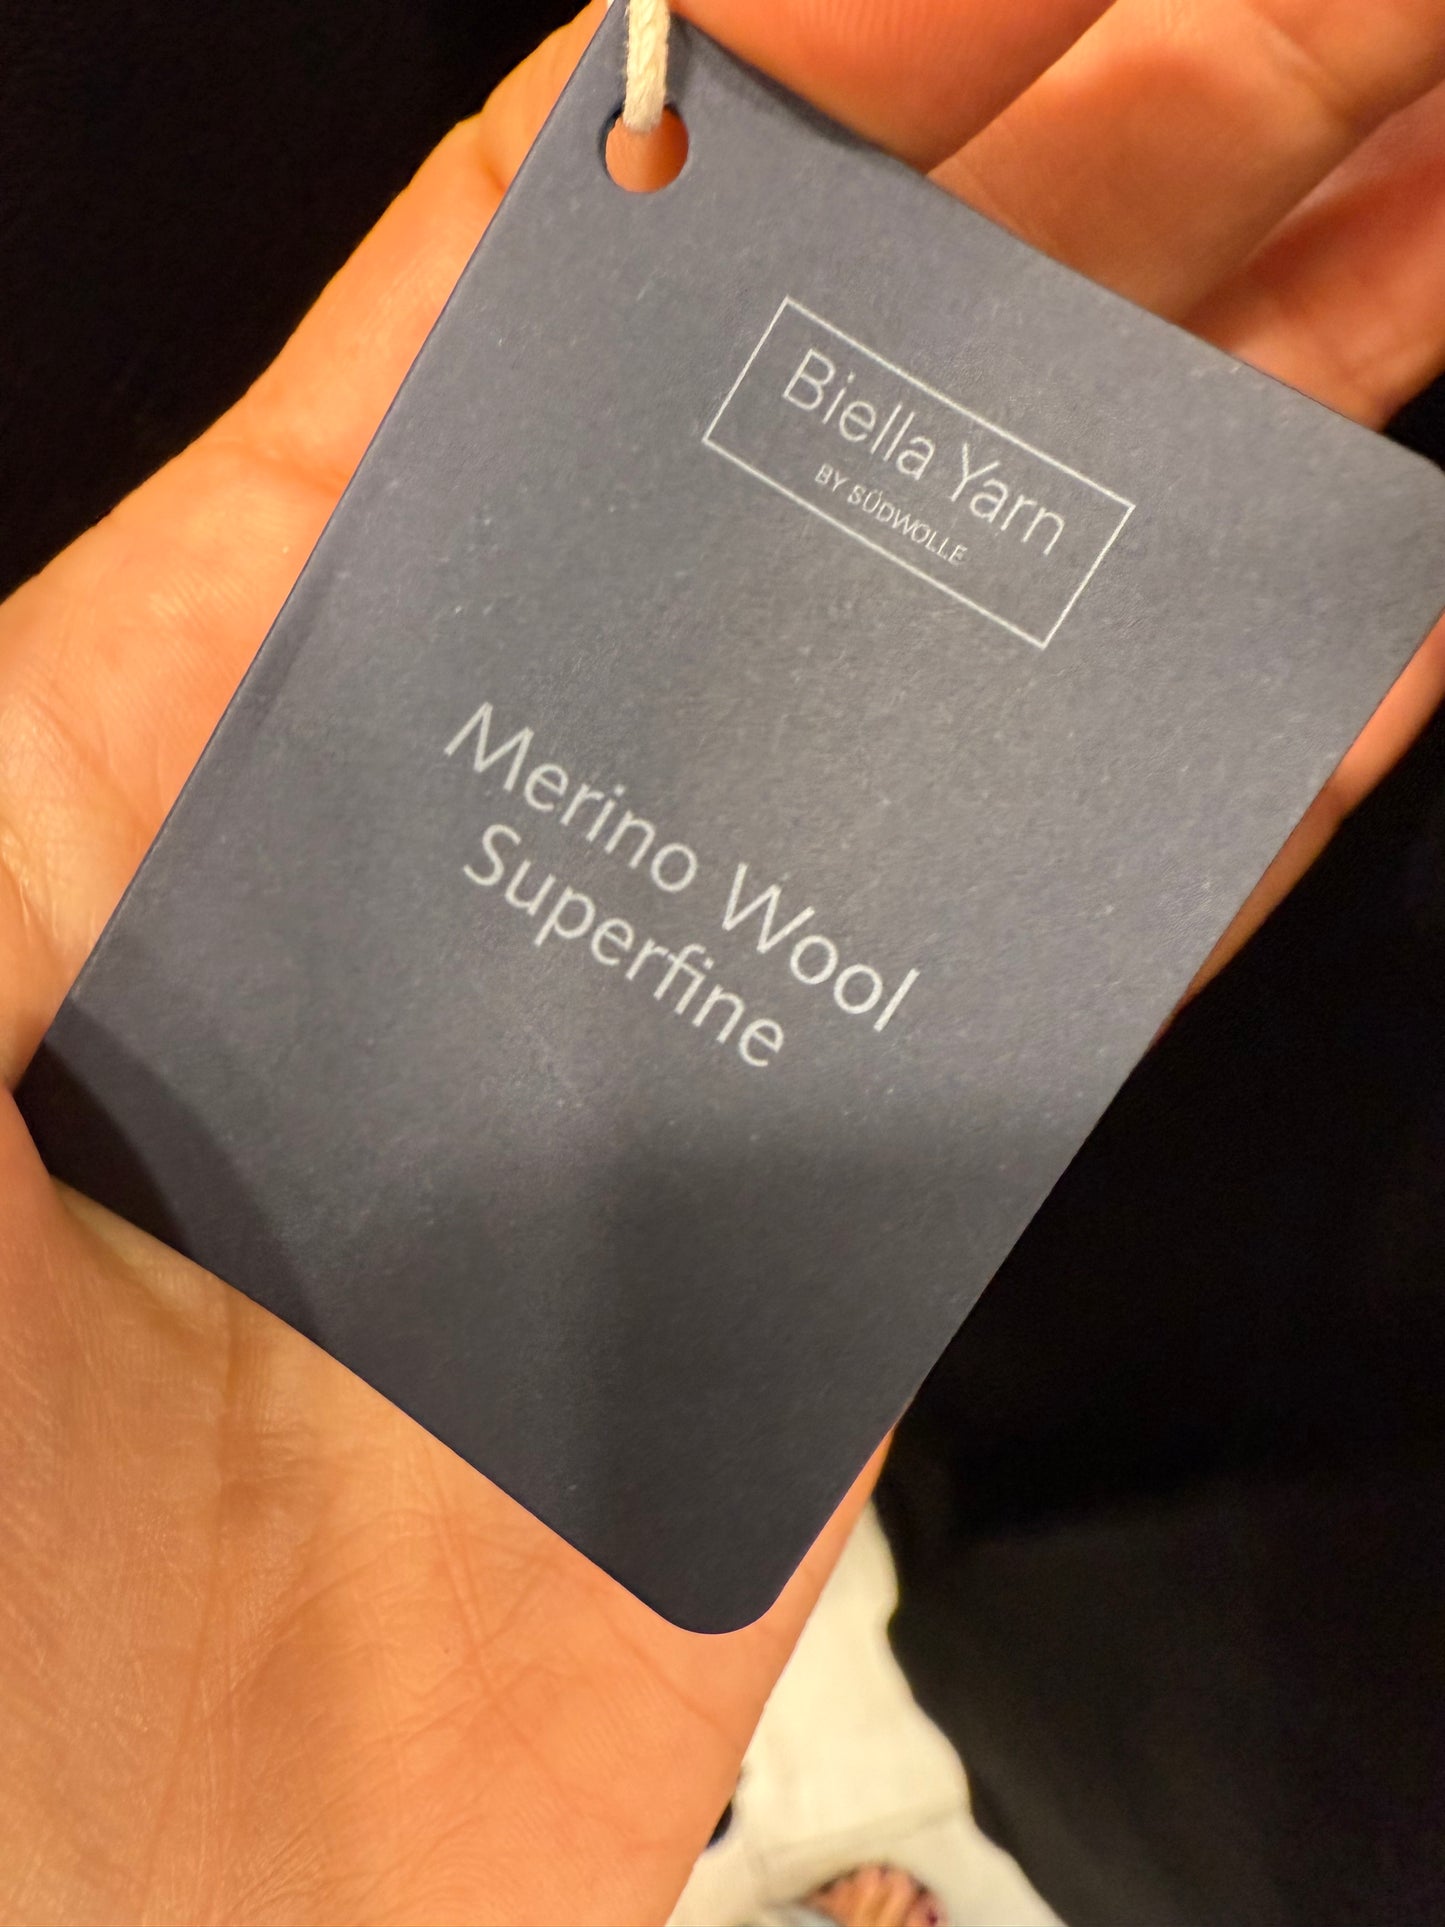 Biella Yarn
BY SÜDWOLLE
Merino Wool
Superfine